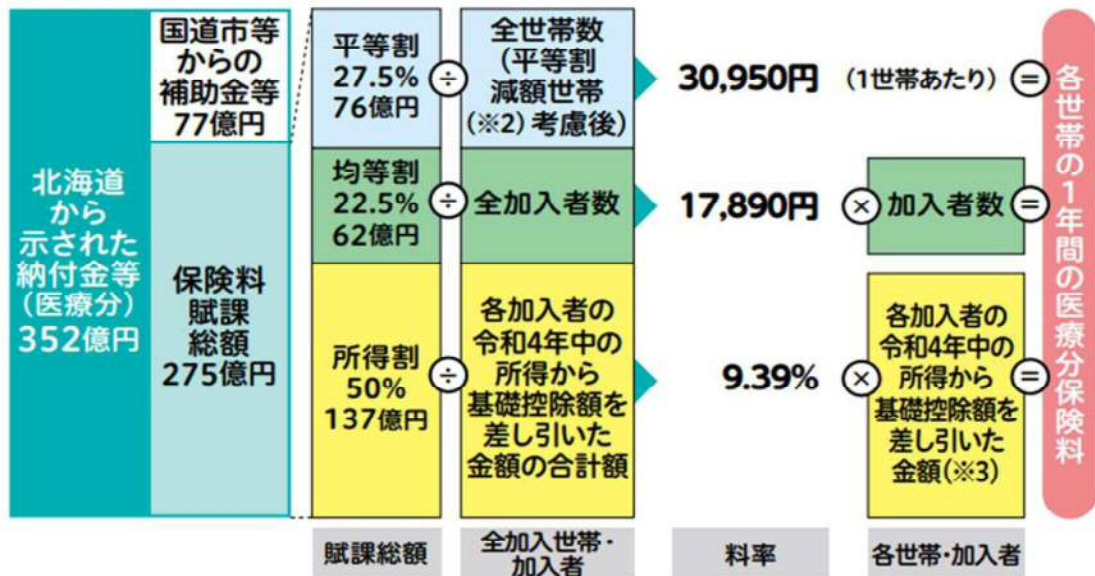 北海道
から
示された
納付金等
(医療分)
352億円
国道市等
からの
補助金等
77億円
保険料
賦課
総額
275億円
平等割
27.5%
76億円
÷
全世帯数
(平等割
減額世帯
(※2)考慮後)
30,950円
(1世帯あたり)
=
均等割
22.5%
62億円
÷
全加入者数
17,890円
×
加入者数
=
所得割
50%
137億円
÷
各加入者の
令和4年中の
所得から
基礎控除額を
差し引いた
金額の合計額
9.39%
×
各加入者の
令和4年中の
所得から
基礎控除額を
差し引いた
金額(※3)
=
各世帯の1年間の医療分保険料
賦課総額
全加入世帯・
加入者
料率
各世帯・加入者